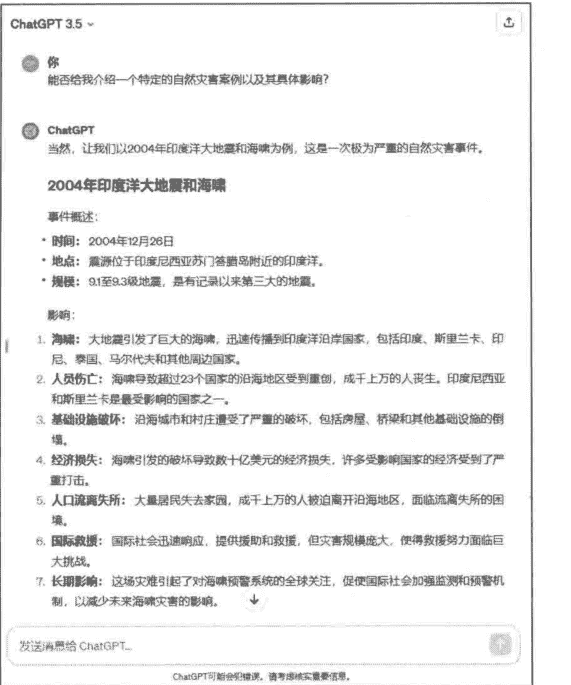 ChatGPT 3.5
你
能否给我介绍一个特定的自然灾害案例以及其具体影响?
ChatGPT
当然，让我们以2004年印度洋大地震和海啸为例，这是一次极为严重的自然灾害事件。
2004年印度洋大地震和海啸
事件概述：
• 时间： 2004年12月26日
• 地点： 震源位于印度尼西亚苏门答腊岛附近的印度洋。
• 规模： 9.1至9.3级地震，是有记录以来第三大的地震。
影响：
1. 海啸： 大地震引发了巨大的海啸，迅速传播到印度洋沿岸国家，包括印度、斯里兰卡、印
尼、泰国、马尔代夫和其他周边国家。
2. 人员伤亡： 海啸导致超过23个国家的沿海地区受到重创，成千上万的人丧生。印度尼西亚
和斯里兰卡是最受影响的国家之一。
3. 基础设施破坏： 沿海城市和村庄遭受了严重的破坏，包括房屋、桥梁和其他基础设施的倒
塌。
4. 经济损失： 海啸引发的破坏导致数十亿美元的经济损失，许多受影响国家的经济受到了严
重打击。
5. 人口流离失所： 大量居民失去家园，成千上万的人被迫离开沿海地区，面临流离失所的困
境。
6. 国际救援： 国际社会迅速响应，提供援助和救援，但灾害规模庞大，使得救援努力面临巨
大挑战。
7. 长期影响： 这场灾难引起了对海啸预警系统的全球关注，促使国际社会加强监测和预警机
制，以减少未来海啸灾害的影响。
发送消息给 ChatGPT...
ChatGPT可能会犯错误。请考虑核实重要信息。